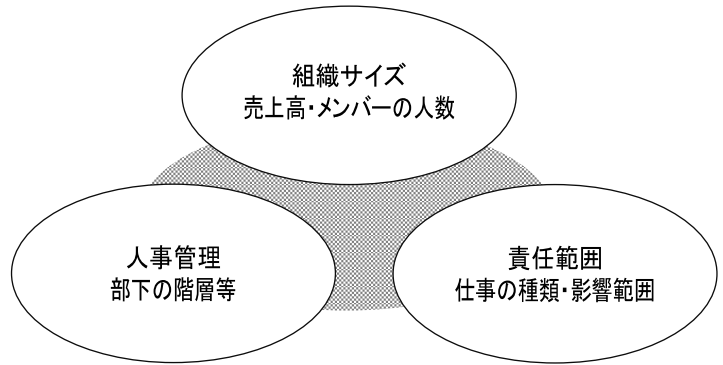 組織サイズ
売上高・メンバーの人数
人事管理
部下の階層等
責任範囲
仕事の種類・影響範囲